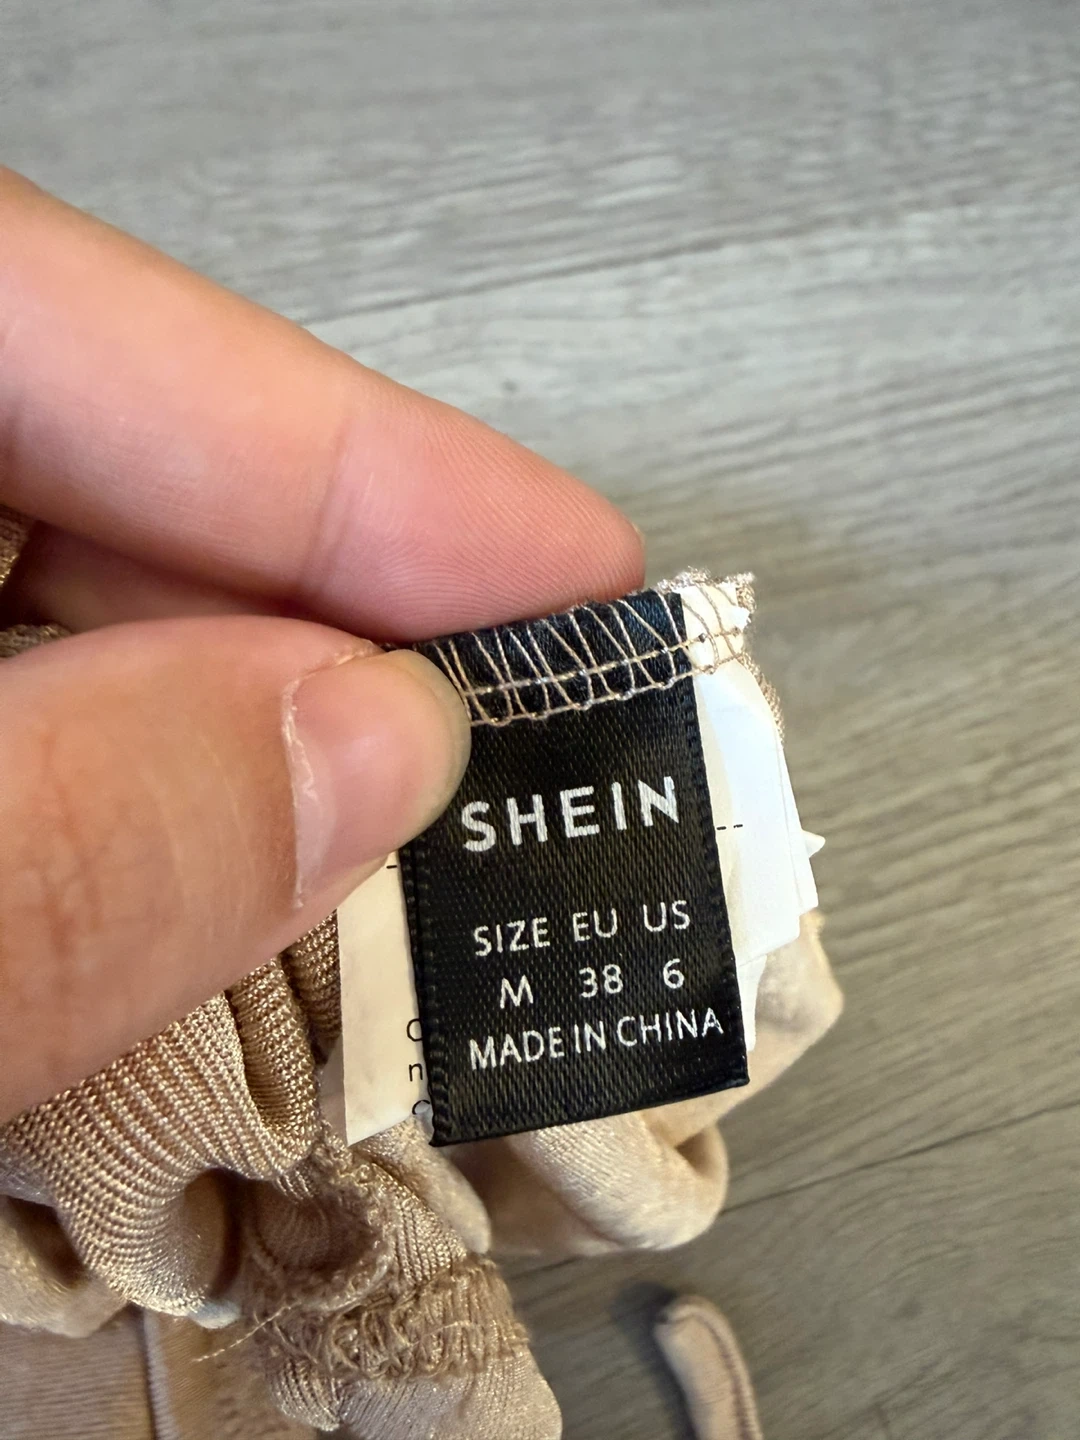 SHEIN
SIZE EU US
M 38 6
MADE IN CHINA